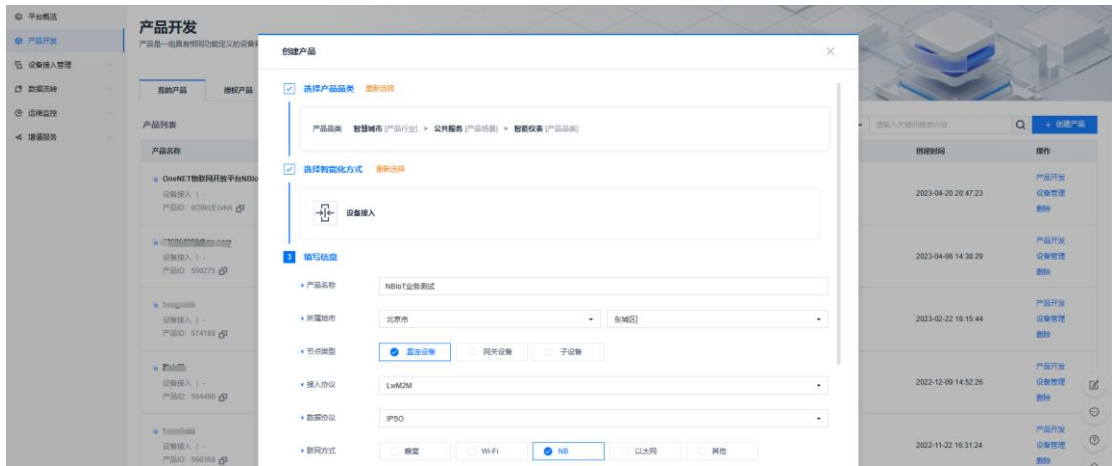 平台概览
产品开发
设备接入管理
数据流转
运维监控
增值服务
产品开发
产品是一组具有相同功能定义的设备
我的产品 授权产品
产品列表
请输入关键词搜索内容
+ 创建产品
产品名称 创建时间 操作
OneNET物联网开放平台NBIo
设备接入 | -
产品ID:
2023-04-20 20:47:23
产品开发
设备管理
删除
设备接入 | -
产品ID: 590275
2023-04-06 14:38:29
产品开发
设备管理
删除
设备接入 | -
产品ID: 574188
2023-02-22 16:15:44
产品开发
设备管理
删除
设备接入 | -
产品ID: 564490
2022-12-09 14:52:26
产品开发
设备管理
删除
设备接入 | -
产品ID: 560358
2022-11-22 16:31:24
产品开发
设备管理
删除
创建产品
选择产品品类 重新选择
产品品类 智慧城市 [产品行业] > 公共服务 [产品场景] > 智能仪表 [产品品类]
选择智能化方式 重新选择
设备接入
3 填写信息
产品名称 NBIoT业务测试
所属地市 北京市 东城区
节点类型 直连设备 网关设备 子设备
接入协议 LwM2M
数据协议 IPSO
联网方式 蜂窝 Wi-Fi NB 以太网 其他